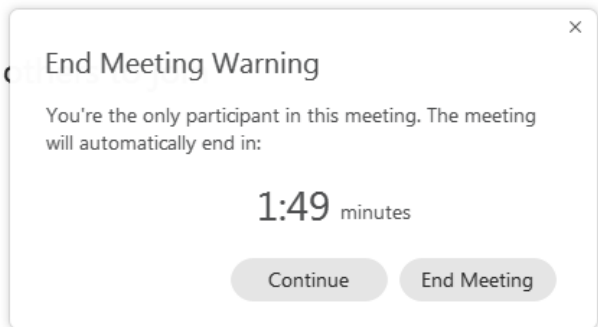 End Meeting Warning
You're the only participant in this meeting. The meeting
will automatically end in:
1:49 minutes
Continue End Meeting